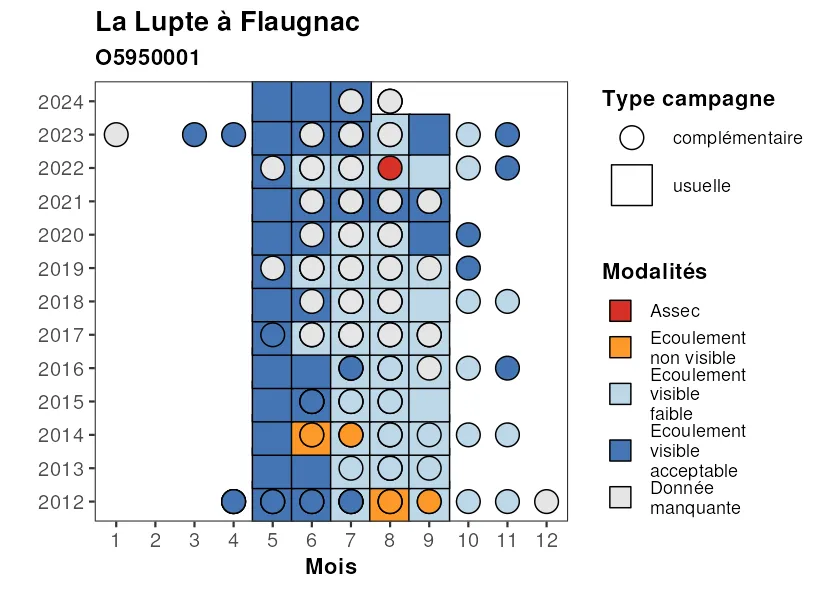 La Lupte à Flaugnac
O5950001
2024
2023
2022
2021
2020
2019
2018
2017
2016
2015
2014
2013
2012
1 2 3 4 5 6 7 8 9 10 11 12
Mois
Type campagne
complémentaire
usuelle
Modalités
Assec
Ecoulement
non visible
Ecoulement
visible
faible
Ecoulement
visible
acceptable
Donnée
manquante